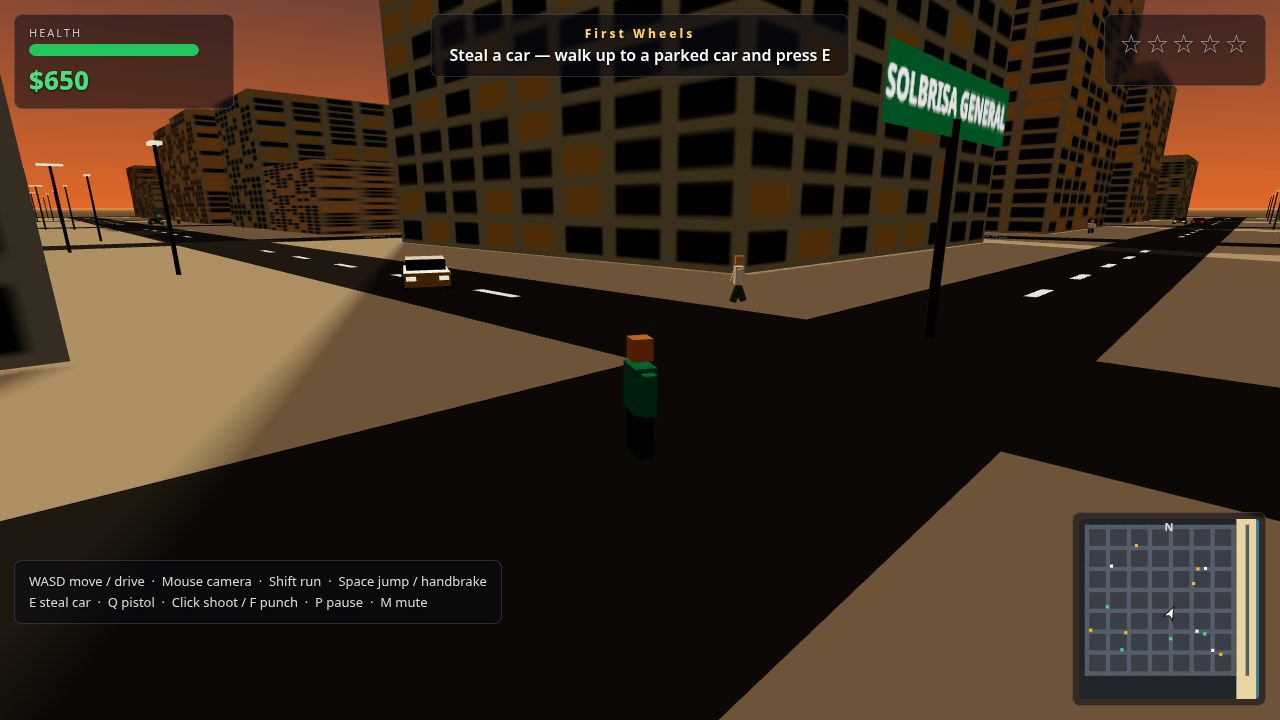 HEALTH
$650
First Wheels
Steal a car — walk up to a parked car and press E
☆☆☆☆☆
SOLBRISA GENERAL
WASD move / drive · Mouse camera · Shift run · Space jump / handbrake
E steal car · Q pistol · Click shoot / F punch · P pause · M mute
N